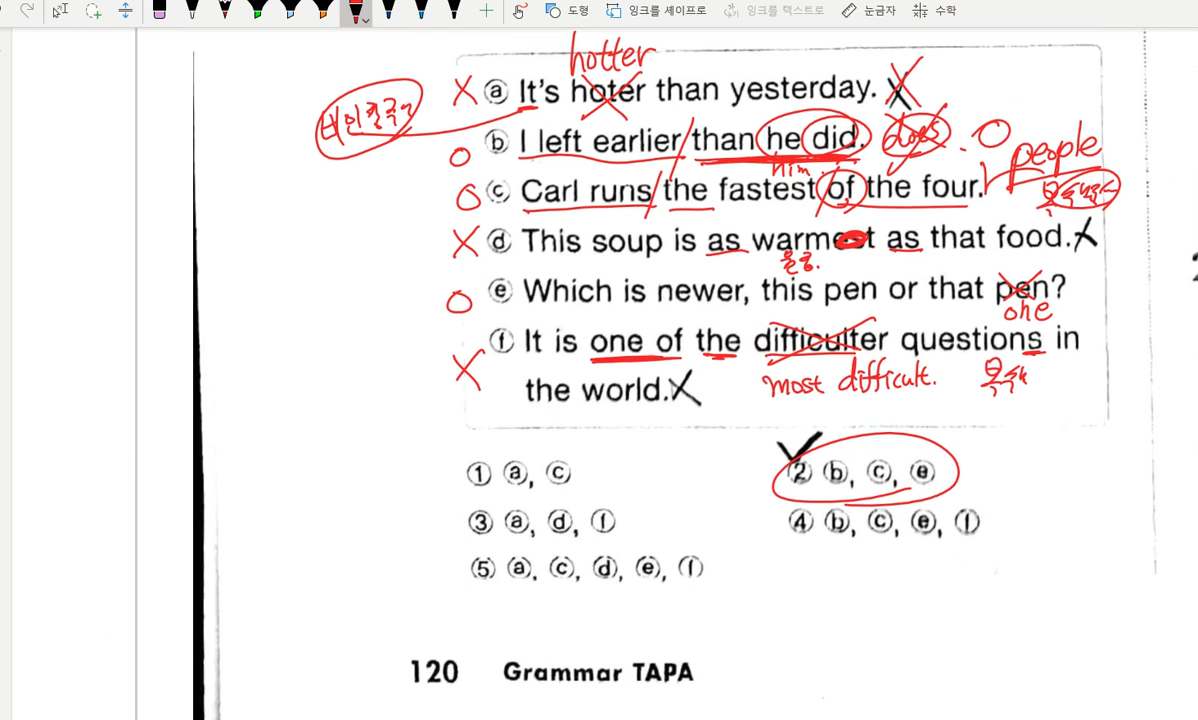 도형 잉크를 셰이프로 잉크를 텍스트로 눈금자 수학
hotter
X ⓐ It's hoter than yesterday. X
비인칭주어
ⓑ I left earlier than he did. does. O
him people
O ⓒ Carl runs the fastest of the four.
X ⓓ This soup is as warmest as that food. X
원급.
O ⓔ Which is newer, this pen or that pen?
one
X ⓕ It is one of the difficulter questions in
the world. X most difficult. 복수
① ⓐ, ⓒ ② ⓑ, ⓒ, ⓔ
③ ⓐ, ⓓ, ⓕ ④ ⓑ, ⓒ, ⓔ, ⓕ
⑤ ⓐ, ⓒ, ⓓ, ⓔ, ⓕ
120 Grammar TAPA